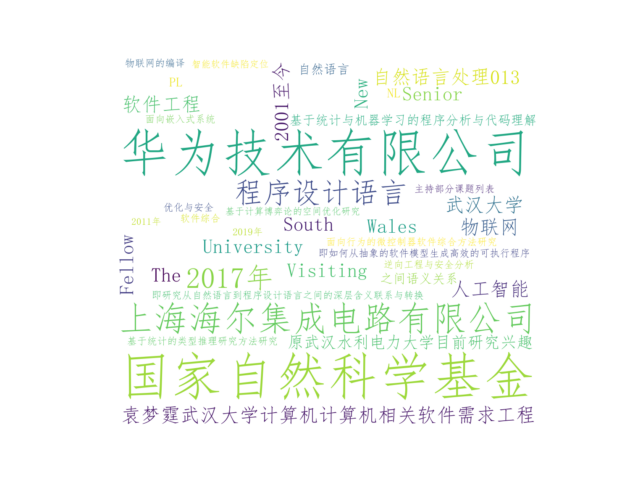 物联网的编译 智能软件缺陷定位 2001至今 自然语言 自然语言处理013
PL New NL Senior
软件工程
面向嵌入式系统 基于统计与机器学习的程序分析与代码理解
华为技术有限公司
程序设计语言 主持部分课题列表
优化与安全 基于计算博弈论的空间优化研究 武汉大学
2011年 软件综合 2019年 South Wales 物联网
Fellow University 面向行为的微控制器软件综合方法研究
即如何从抽象的软件模型生成高效的可执行程序
The 2017年 Visiting 逆向工程与安全分析
之间语义关系 人工智能
即研究从自然语言到程序设计语言之间的深层含义联系与转换
上海海尔集成电路有限公司
基于统计的类型推理研究方法研究 原武汉水利电力大学目前研究兴趣
国家自然科学基金
袁梦霆武汉大学计算机计算机相关软件需求工程